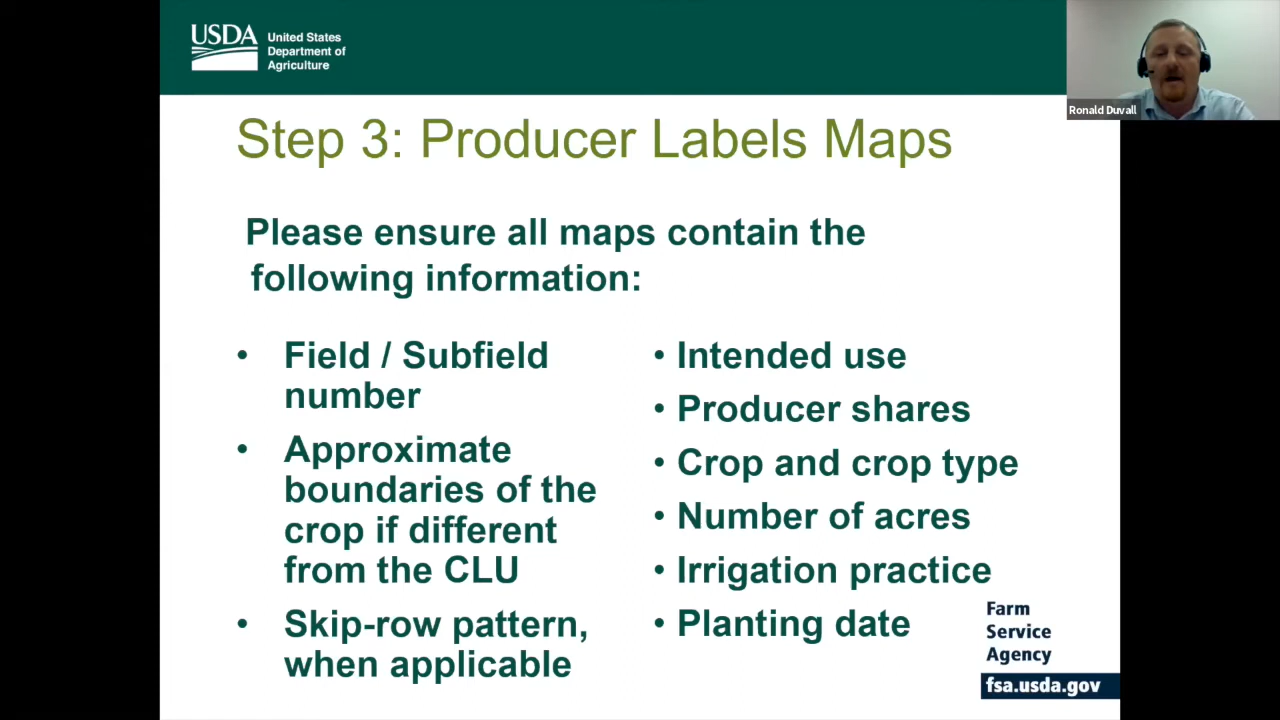 USDA
United States
Department of
Agriculture
Ronald Duvall
Step 3: Producer Labels Maps
Please ensure all maps contain the
following information:
• Field / Subfield
number
• Approximate
boundaries of the
crop if different
from the CLU
• Skip-row pattern,
when applicable
• Intended use
• Producer shares
• Crop and crop type
• Number of acres
• Irrigation practice
• Planting date
Farm
Service
Agency
fsa.usda.gov